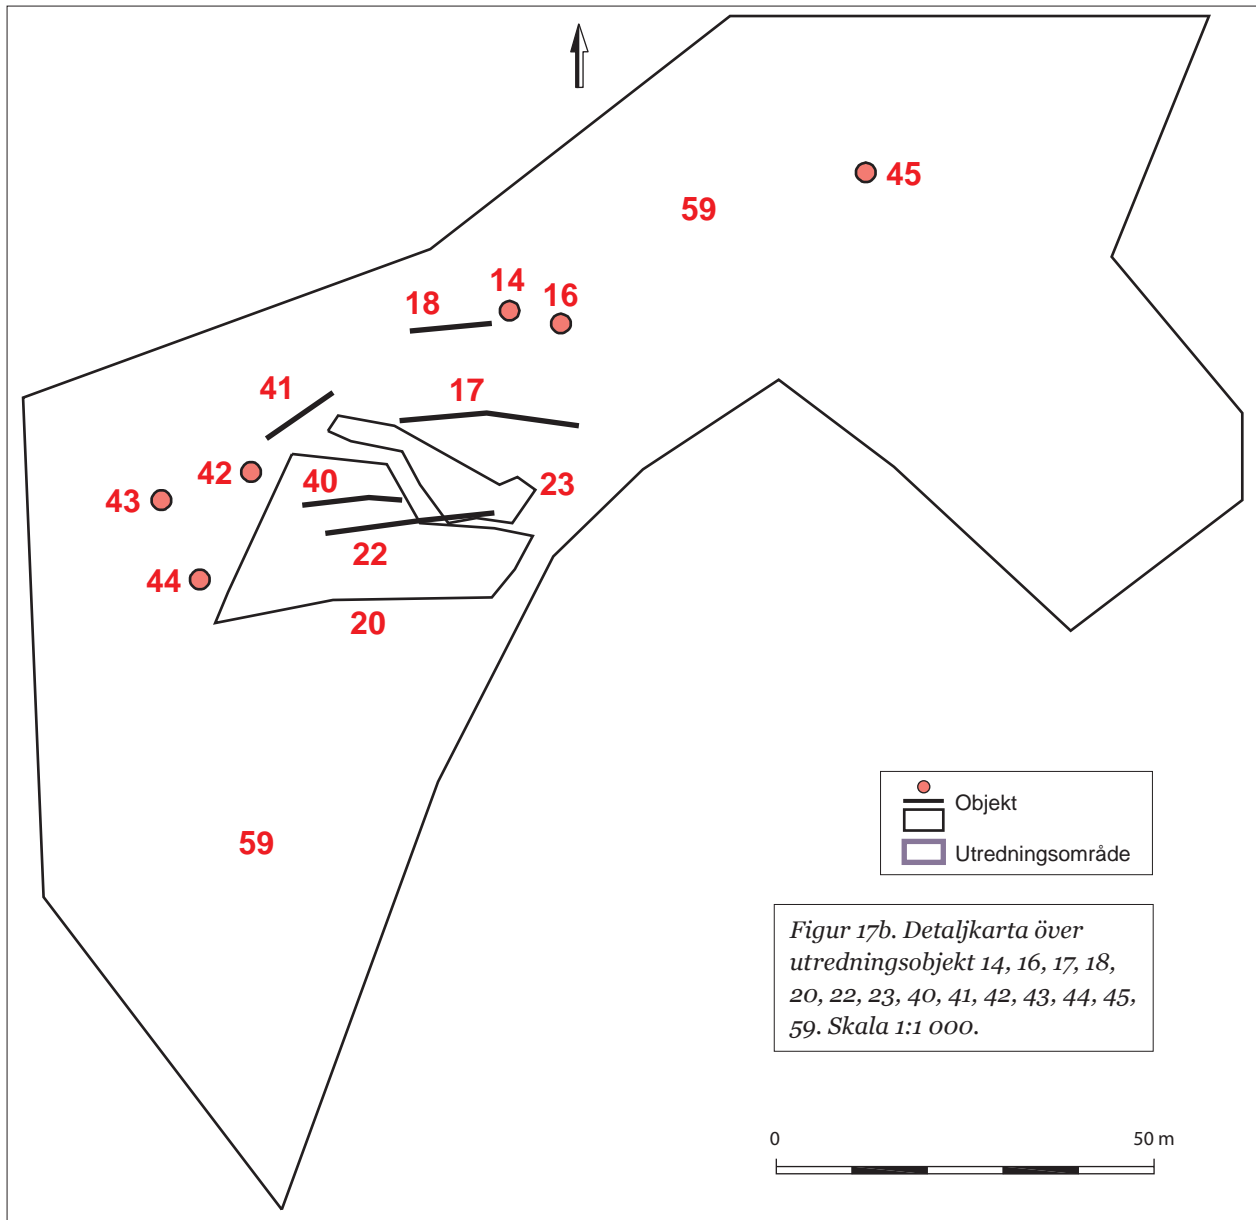 45
59
14
16
18
41
17
42
40
23
43
22
44
20
59
Objekt
Utredningsområde
Figur 17b. Detaljkarta över
utredningsobjekt 14, 16, 17, 18,
20, 22, 23, 40, 41, 42, 43, 44, 45,
59. Skala 1:1 000.
0 50 m